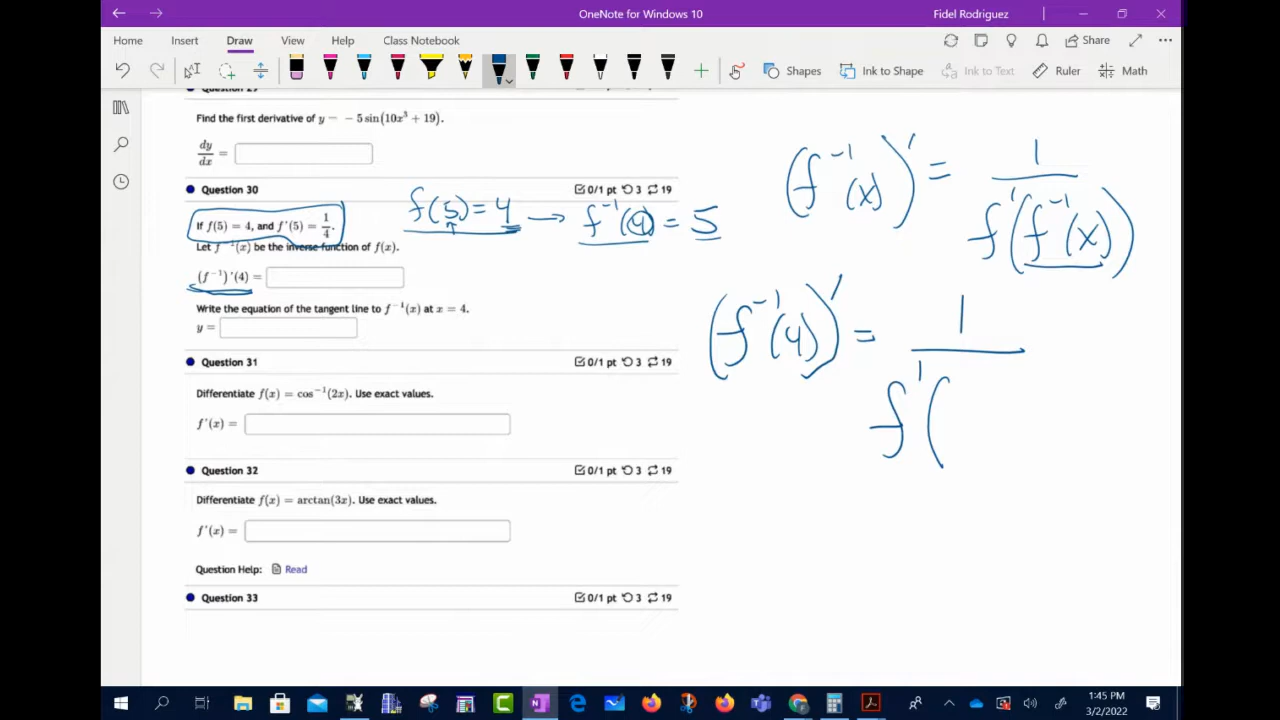 OneNote for Windows 10
Fidel Rodriguez
Home Insert Draw View Help Class Notebook
Share
Shapes Ink to Shape Ink to Text Ruler Math
Find the first derivative of y = − 5 sin(10x³ + 19).
dy/dx =
Question 30 0/1 pt 3 19
If f(5) = 4, and f'(5) = 1/4.
Let f⁻¹(x) be the inverse function of f(x).
(f⁻¹)'(4) =
Write the equation of the tangent line to f⁻¹(x) at x = 4.
y =
Question 31 0/1 pt 3 19
Differentiate f(x) = cos⁻¹(2x). Use exact values.
f'(x) =
Question 32 0/1 pt 3 19
Differentiate f(x) = arctan(3x). Use exact values.
f'(x) =
Question Help: Read
Question 33 0/1 pt 3 19
f(5) = 4 → f⁻¹(4) = 5
(f⁻¹(x))' = 1/f'(f⁻¹(x))
(f⁻¹(4))' = 1/f'(
1:45 PM
3/2/2022